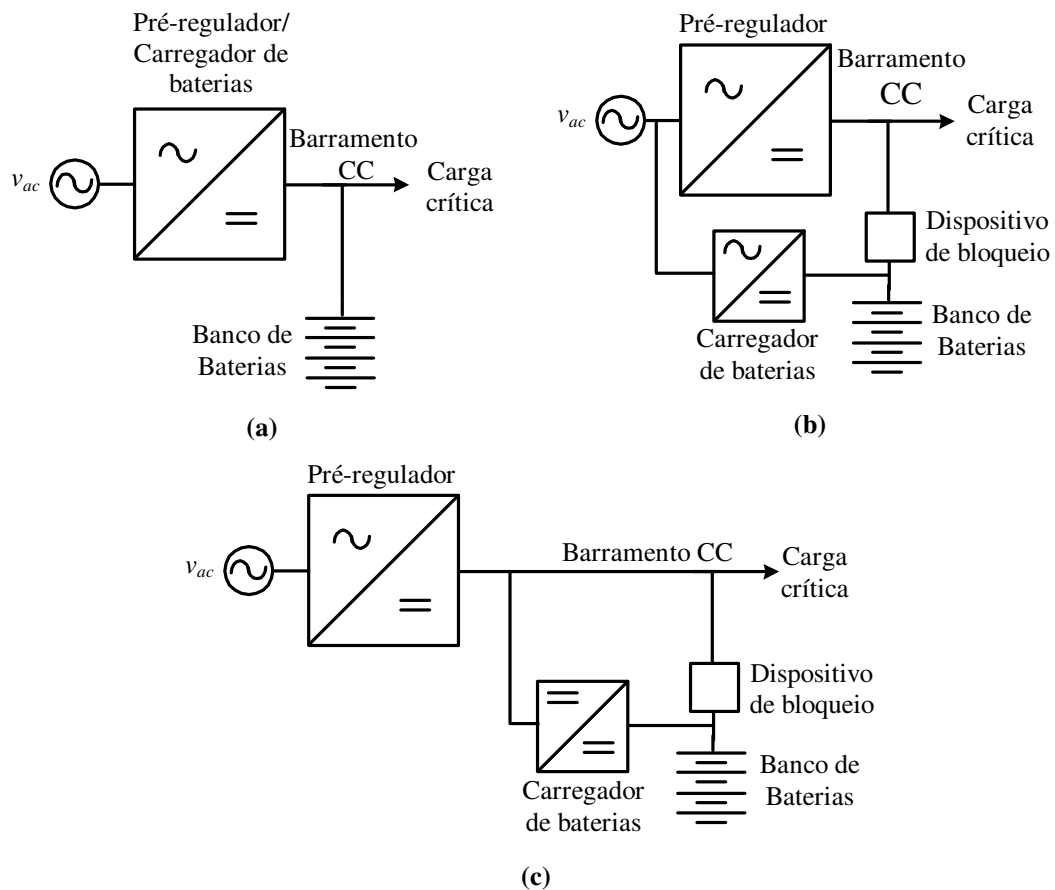 Pré-regulador/
Carregador de
baterias
v_ac
Barramento
CC
Carga
crítica
Banco de
Baterias
(a)
Pré-regulador
Barramento
CC
v_ac
Carga
crítica
Dispositivo
de bloqueio
Carregador
de baterias
Banco de
Baterias
(b)
Pré-regulador
v_ac
Barramento CC
Carga
crítica
Dispositivo
de bloqueio
Carregador
de baterias
Banco de
Baterias
(c)